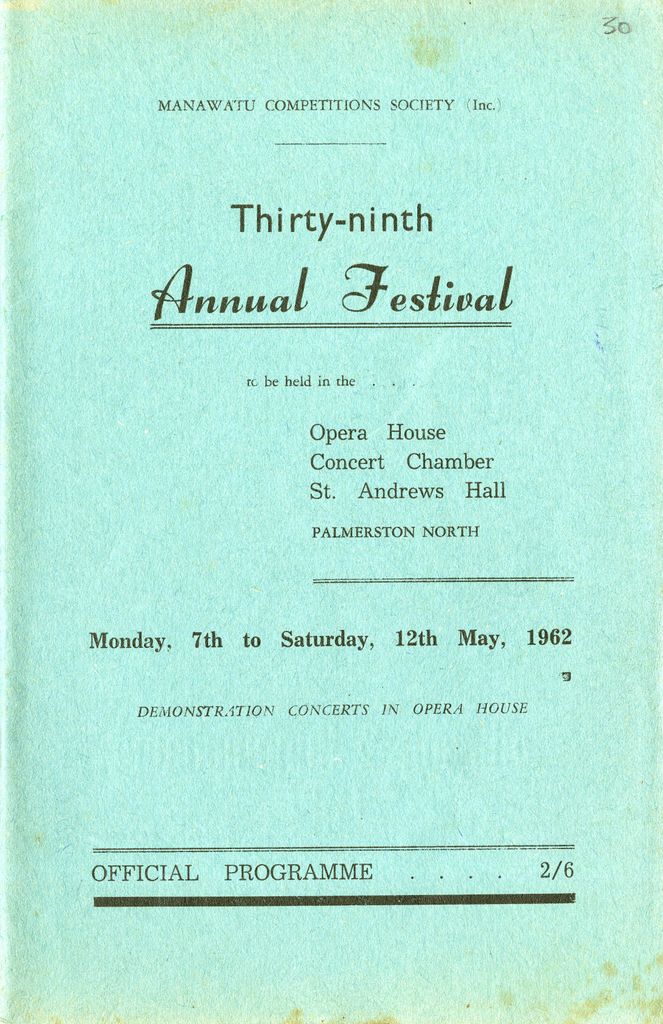 30
MANAWATU COMPETITIONS SOCIETY (Inc.)
Thirty-ninth
Annual Festival
to be held in the . . .
Opera House
Concert Chamber
St. Andrews Hall
PALMERSTON NORTH
Monday, 7th to Saturday, 12th May, 1962
DEMONSTRATION CONCERTS IN OPERA HOUSE
OFFICIAL PROGRAMME . . . . 2/6